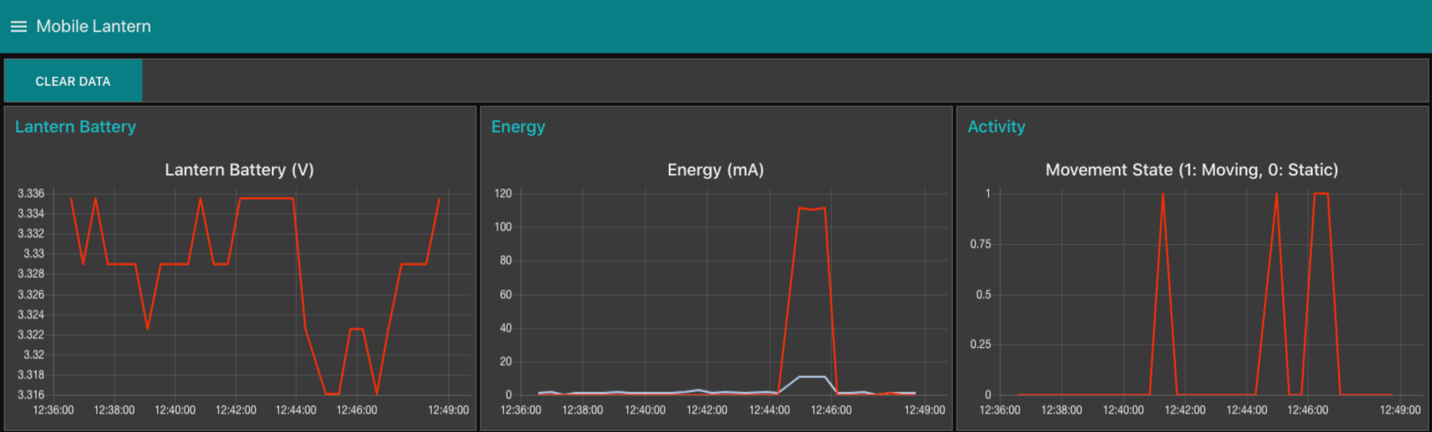 Mobile Lantern
CLEAR DATA
Lantern Battery
Lantern Battery (V)
3.336
3.334
3.332
3.33
3.328
3.326
3.324
3.322
3.32
3.318
3.316
12:36:00 12:38:00 12:40:00 12:42:00 12:44:00 12:46:00 12:49:00
Energy
Energy (mA)
120
100
80
60
40
20
0
12:36:00 12:38:00 12:40:00 12:42:00 12:44:00 12:46:00 12:49:00
Activity
Movement State (1: Moving, 0: Static)
1
0.75
0.5
0.25
0
12:36:00 12:38:00 12:40:00 12:42:00 12:44:00 12:46:00 12:49:00